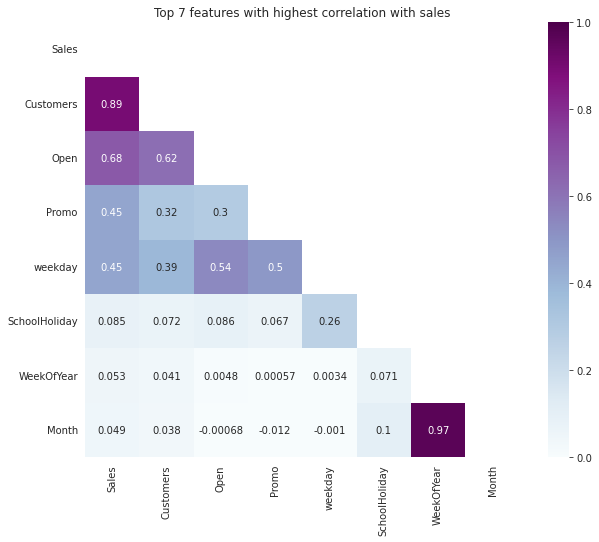 Top 7 features with highest correlation with sales
Sales
Customers 0.89
Open 0.68 0.62
Promo 0.45 0.32 0.3
weekday 0.45 0.39 0.54 0.5
SchoolHoliday 0.085 0.072 0.086 0.067 0.26
WeekOfYear 0.053 0.041 0.0048 0.00057 0.0034 0.071
Month 0.049 0.038 -0.00068 -0.012 -0.001 0.1 0.97
Sales Customers Open Promo weekday SchoolHoliday WeekOfYear Month
1.0
0.8
0.6
0.4
0.2
0.0